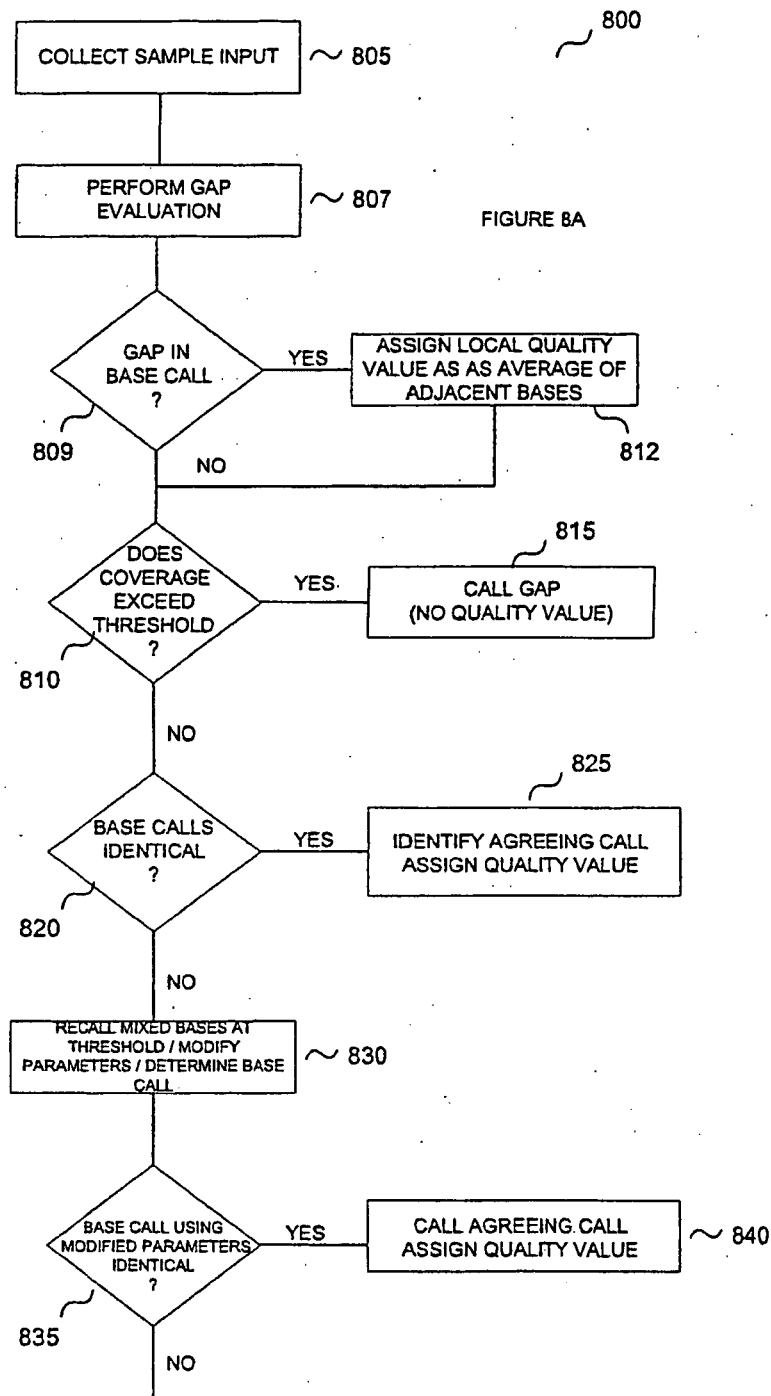 800
COLLECT SAMPLE INPUT
805
PERFORM GAP
EVALUATION
807
FIGURE 8A
GAP IN
BASE CALL
?
809
YES
ASSIGN LOCAL QUALITY
VALUE AS AS AVERAGE OF
ADJACENT BASES
812
NO
DOES
COVERAGE
EXCEED
THRESHOLD
?
810
YES
815
CALL GAP
(NO QUALITY VALUE)
NO
BASE CALLS
IDENTICAL
?
820
YES
825
IDENTIFY AGREEING CALL
ASSIGN QUALITY VALUE
NO
RECALL MIXED BASES AT
THRESHOLD / MODIFY
PARAMETERS / DETERMINE BASE
CALL
830
BASE CALL USING
MODIFIED PARAMETERS
IDENTICAL
?
835
YES
CALL AGREEING CALL
ASSIGN QUALITY VALUE
840
NO